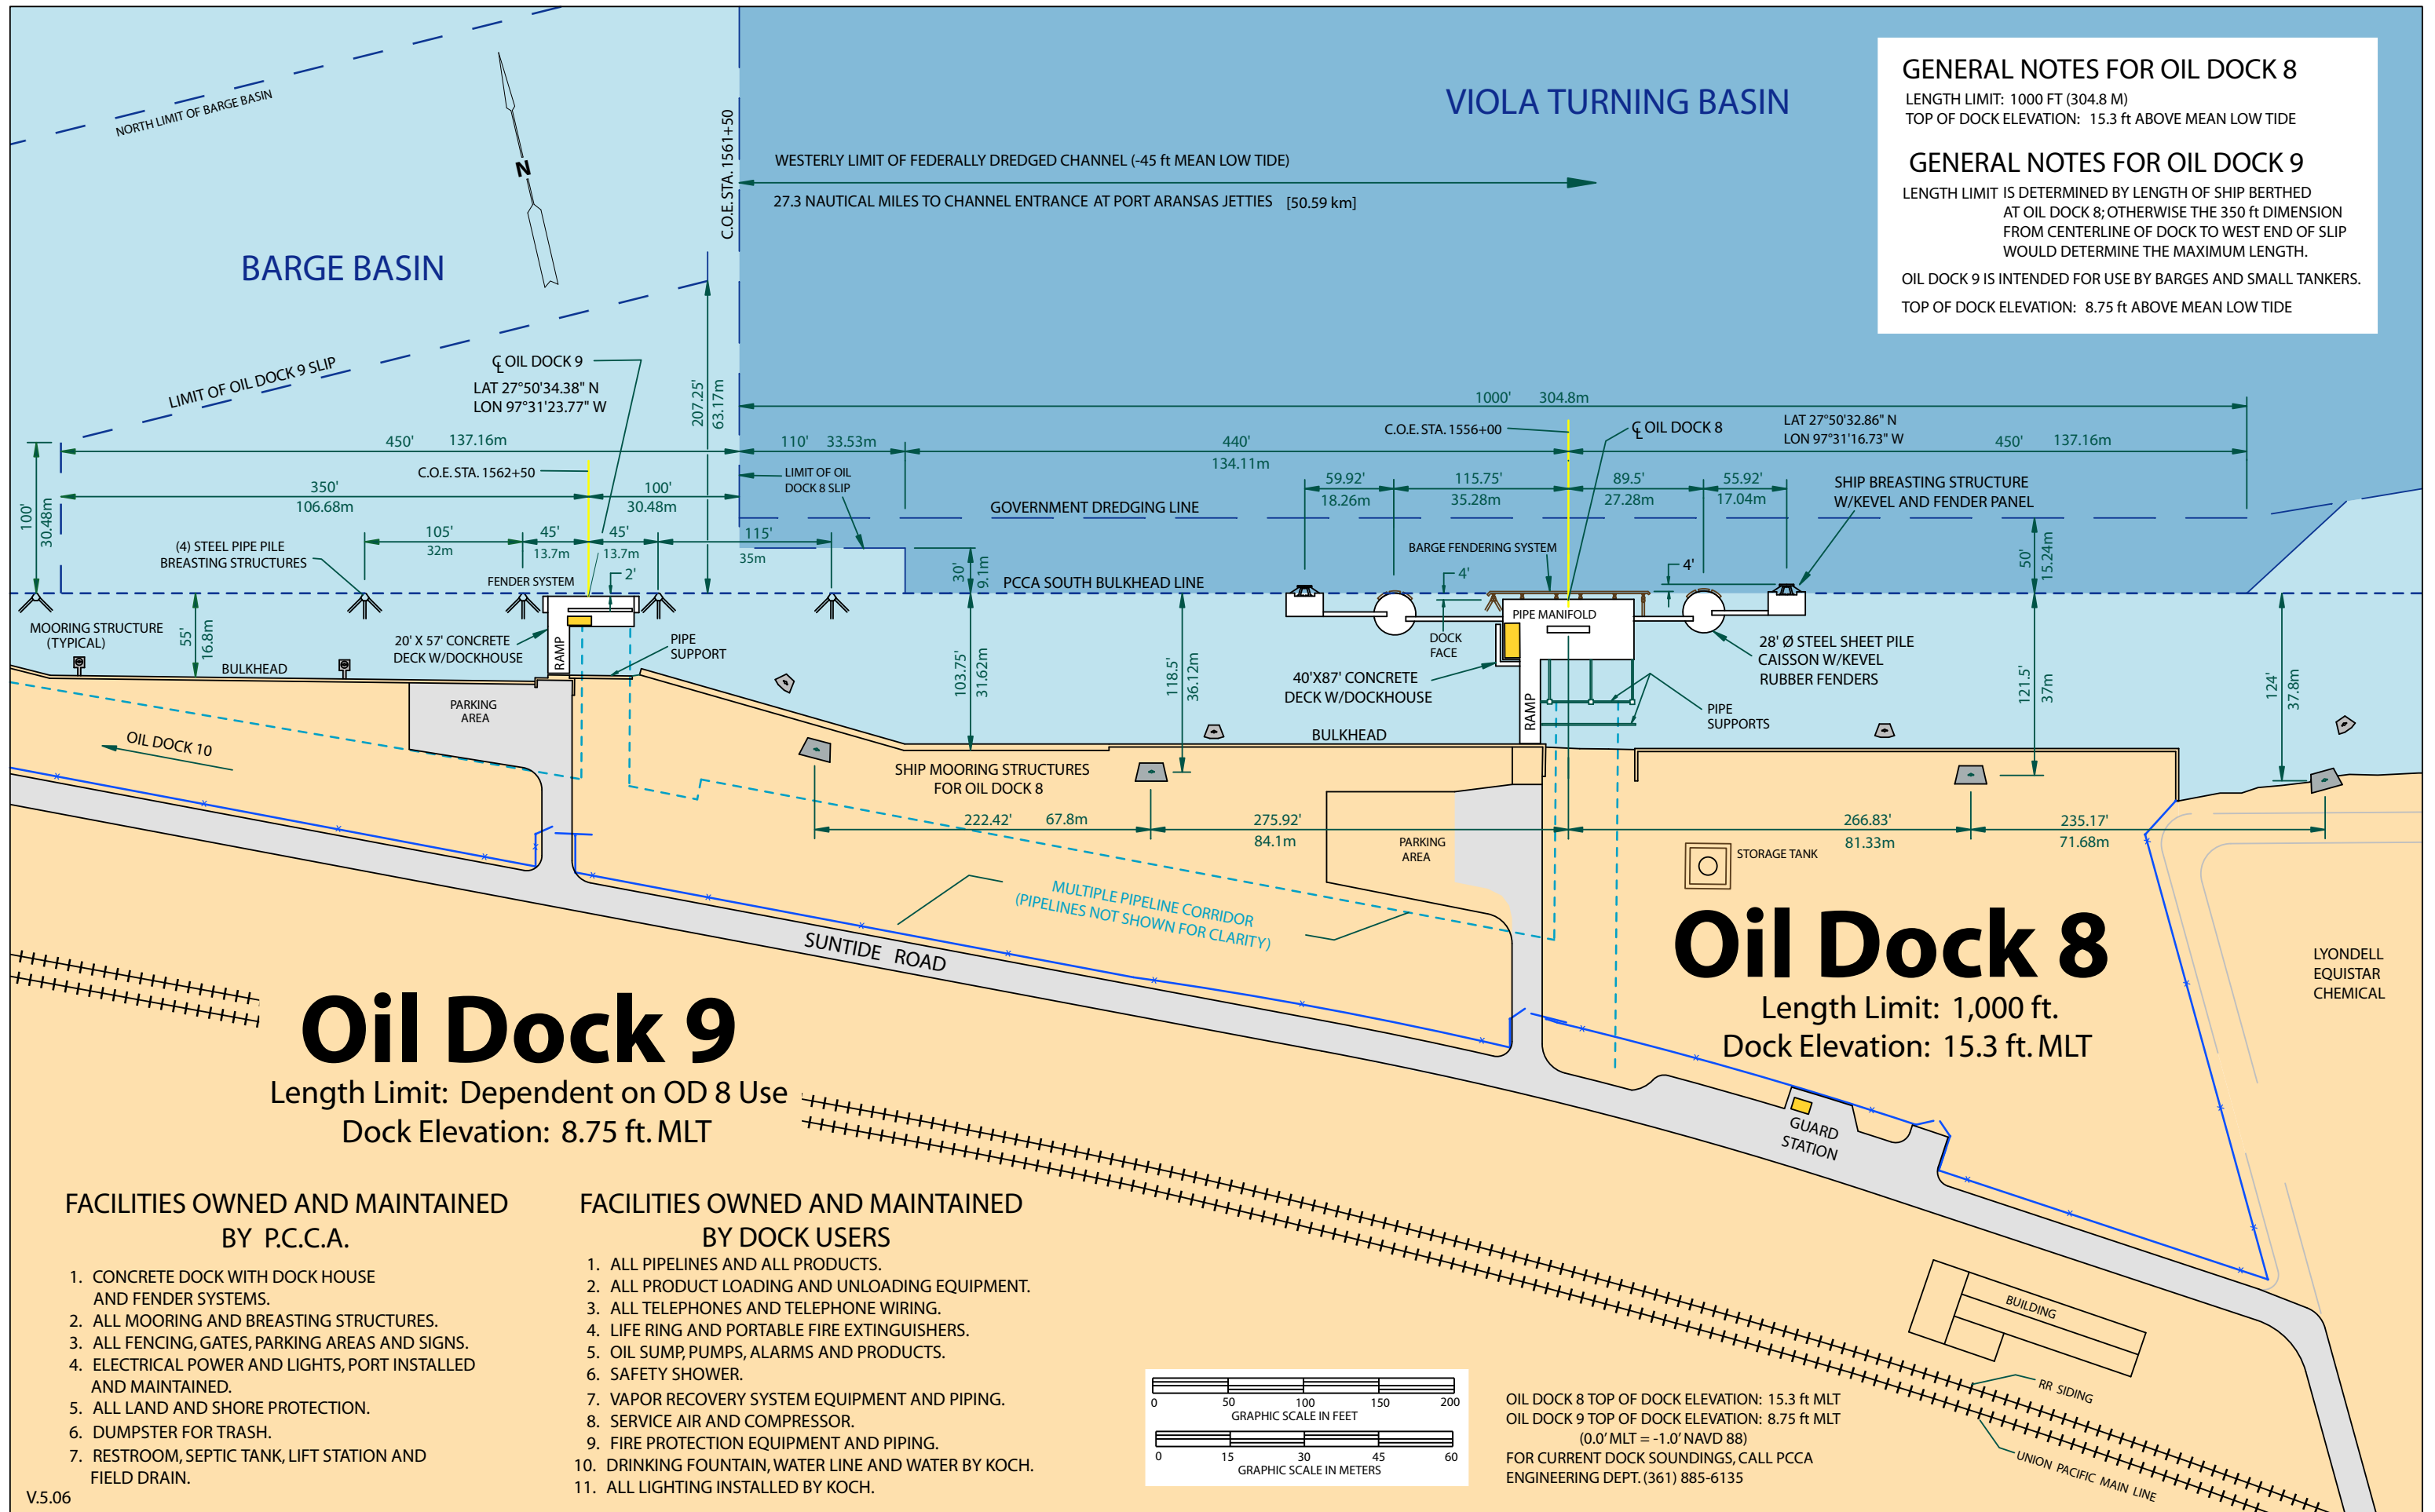 NORTH LIMIT OF BARGE BASIN
N
BARGE BASIN
C.O.E. STA. 1561+50
VIOLA TURNING BASIN
WESTERLY LIMIT OF FEDERALLY DREDGED CHANNEL (-45 ft MEAN LOW TIDE)
27.3 NAUTICAL MILES TO CHANNEL ENTRANCE AT PORT ARANSAS JETTIES [50.59 km]
GENERAL NOTES FOR OIL DOCK 8
LENGTH LIMIT: 1000 FT (304.8 M)
TOP OF DOCK ELEVATION: 15.3 ft ABOVE MEAN LOW TIDE
GENERAL NOTES FOR OIL DOCK 9
LENGTH LIMIT IS DETERMINED BY LENGTH OF SHIP BERTHED
AT OIL DOCK 8; OTHERWISE THE 350 ft DIMENSION
FROM CENTERLINE OF DOCK TO WEST END OF SLIP
WOULD DETERMINE THE MAXIMUM LENGTH.
OIL DOCK 9 IS INTENDED FOR USE BY BARGES AND SMALL TANKERS.
TOP OF DOCK ELEVATION: 8.75 ft ABOVE MEAN LOW TIDE
LIMIT OF OIL DOCK 9 SLIP
℄ OIL DOCK 9
LAT 27°50'34.38" N
LON 97°31'23.77" W
207.25'
63.17m
1000' 304.8m
450' 137.16m
110' 33.53m
440'
134.11m
C.O.E. STA. 1556+00
℄ OIL DOCK 8
LAT 27°50'32.86" N
LON 97°31'16.73" W
450' 137.16m
100'
30.48m
C.O.E. STA. 1562+50
350'
106.68m
100'
30.48m
LIMIT OF OIL
DOCK 8 SLIP
59.92'
18.26m
115.75'
35.28m
89.5'
27.28m
55.92'
17.04m
SHIP BREASTING STRUCTURE
W/KEVEL AND FENDER PANEL
GOVERNMENT DREDGING LINE
105'
32m
45'
13.7m
45'
13.7m
115'
35m
(4) STEEL PIPE PILE
BREASTING STRUCTURES
FENDER SYSTEM
2'
30'
9.1m
PCCA SOUTH BULKHEAD LINE
BARGE FENDERING SYSTEM
4'
4'
50'
15.24m
MOORING STRUCTURE
(TYPICAL)
55'
16.8m
BULKHEAD
20' X 57' CONCRETE
DECK W/DOCKHOUSE
RAMP
PIPE
SUPPORT
103.75'
31.62m
118.5'
36.12m
DOCK
FACE
PIPE MANIFOLD
40'X87' CONCRETE
DECK W/DOCKHOUSE
RAMP
28' Ø STEEL SHEET PILE
CAISSON W/KEVEL
RUBBER FENDERS
PIPE
SUPPORTS
121.5'
37m
124'
37.8m
PARKING
AREA
OIL DOCK 10
BULKHEAD
SHIP MOORING STRUCTURES
FOR OIL DOCK 8
222.42' 67.8m
275.92'
84.1m
266.83'
81.33m
235.17'
71.68m
PARKING
AREA
STORAGE TANK
MULTIPLE PIPELINE CORRIDOR
(PIPELINES NOT SHOWN FOR CLARITY)
SUNTIDE ROAD
Oil Dock 8
Length Limit: 1,000 ft.
Dock Elevation: 15.3 ft. MLT
LYONDELL
EQUISTAR
CHEMICAL
Oil Dock 9
Length Limit: Dependent on OD 8 Use
Dock Elevation: 8.75 ft. MLT
GUARD
STATION
FACILITIES OWNED AND MAINTAINED
BY P.C.C.A.
1. CONCRETE DOCK WITH DOCK HOUSE
AND FENDER SYSTEMS.
2. ALL MOORING AND BREASTING STRUCTURES.
3. ALL FENCING, GATES, PARKING AREAS AND SIGNS.
4. ELECTRICAL POWER AND LIGHTS, PORT INSTALLED
AND MAINTAINED.
5. ALL LAND AND SHORE PROTECTION.
6. DUMPSTER FOR TRASH.
7. RESTROOM, SEPTIC TANK, LIFT STATION AND
FIELD DRAIN.
V.5.06
FACILITIES OWNED AND MAINTAINED
BY DOCK USERS
1. ALL PIPELINES AND ALL PRODUCTS.
2. ALL PRODUCT LOADING AND UNLOADING EQUIPMENT.
3. ALL TELEPHONES AND TELEPHONE WIRING.
4. LIFE RING AND PORTABLE FIRE EXTINGUISHERS.
5. OIL SUMP, PUMPS, ALARMS AND PRODUCTS.
6. SAFETY SHOWER.
7. VAPOR RECOVERY SYSTEM EQUIPMENT AND PIPING.
8. SERVICE AIR AND COMPRESSOR.
9. FIRE PROTECTION EQUIPMENT AND PIPING.
10. DRINKING FOUNTAIN, WATER LINE AND WATER BY KOCH.
11. ALL LIGHTING INSTALLED BY KOCH.
0 50 100 150 200
GRAPHIC SCALE IN FEET
0 15 30 45 60
GRAPHIC SCALE IN METERS
OIL DOCK 8 TOP OF DOCK ELEVATION: 15.3 ft MLT
OIL DOCK 9 TOP OF DOCK ELEVATION: 8.75 ft MLT
(0.0' MLT = -1.0' NAVD 88)
FOR CURRENT DOCK SOUNDINGS, CALL PCCA
ENGINEERING DEPT. (361) 885-6135
BUILDING
RR SIDING
UNION PACIFIC MAIN LINE